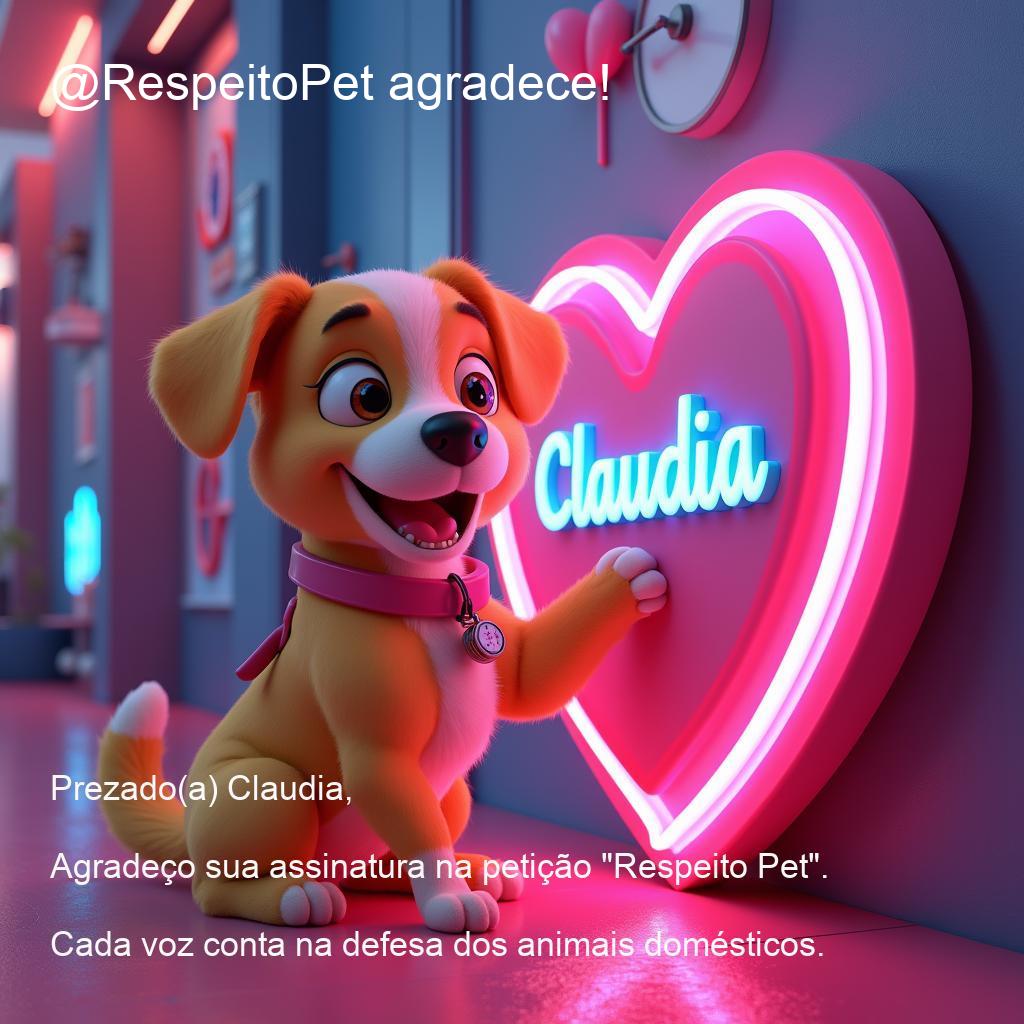 @RespeitoPet agradece!
Claudia
Prezado(a) Claudia,
Agradeço sua assinatura na petição "Respeito Pet".
Cada voz conta na defesa dos animais domésticos.